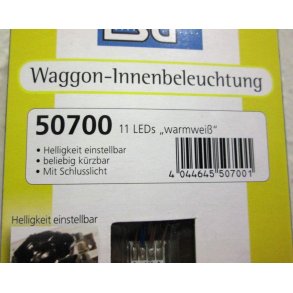 Waggon-Innenbeleuchtung
50700 11 LEDs „warmweiß“
• Helligkeit einstellbar
• beliebig kürzbar
• Mit Schlusslicht
4 044645 507001
Helligkeit einstellbar